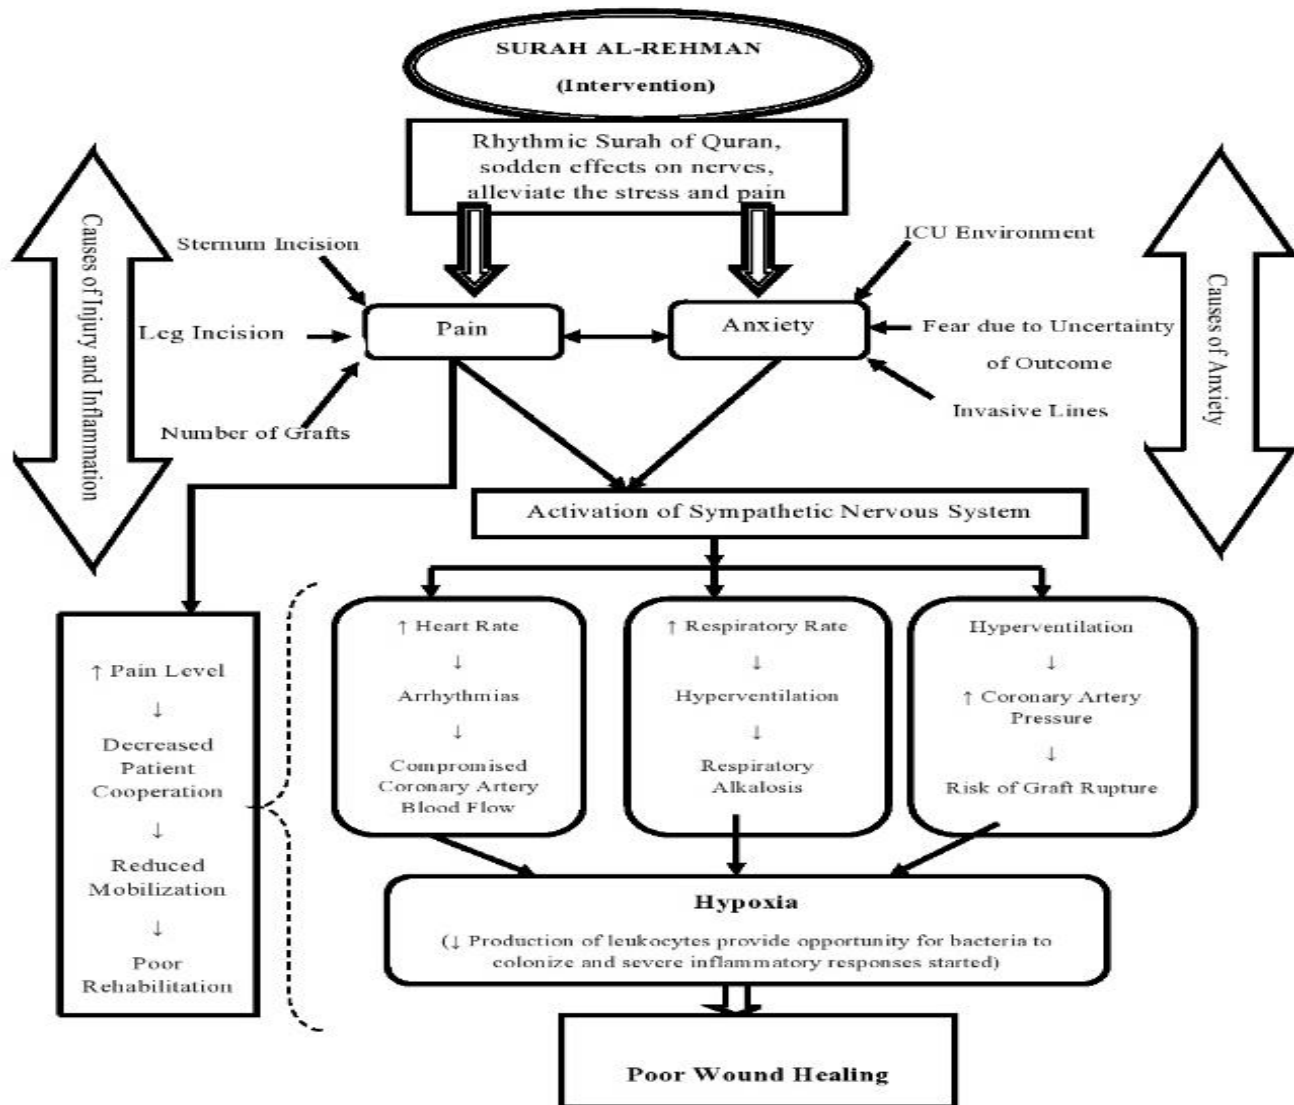 SURAH AL-REHMAN
(Intervention)
Rhythmic Surah of Quran,
sodden effects on nerves,
alleviate the stress and pain
Causes of Injury and Inflammation
Sternum Incision
Leg Incision
Number of Grafts
Pain
Anxiety
ICU Environment
Fear due to Uncertainty
of Outcome
Invasive Lines
Causes of Anxiety
Activation of Sympathetic Nervous System
↑ Pain Level
↓
Decreased
Patient
Cooperation
↓
Reduced
Mobilization
↓
Poor
Rehabilitation
↑ Heart Rate
↓
Arrhythmias
↓
Compromised
Coronary Artery
Blood Flow
↑ Respiratory Rate
↓
Hyperventilation
↓
Respiratory
Alkalosis
Hyperventilation
↓
↑ Coronary Artery
Pressure
↓
Risk of Graft Rupture
Hypoxia
(↓ Production of leukocytes provide opportunity for bacteria to
colonize and severe inflammatory responses started)
Poor Wound Healing